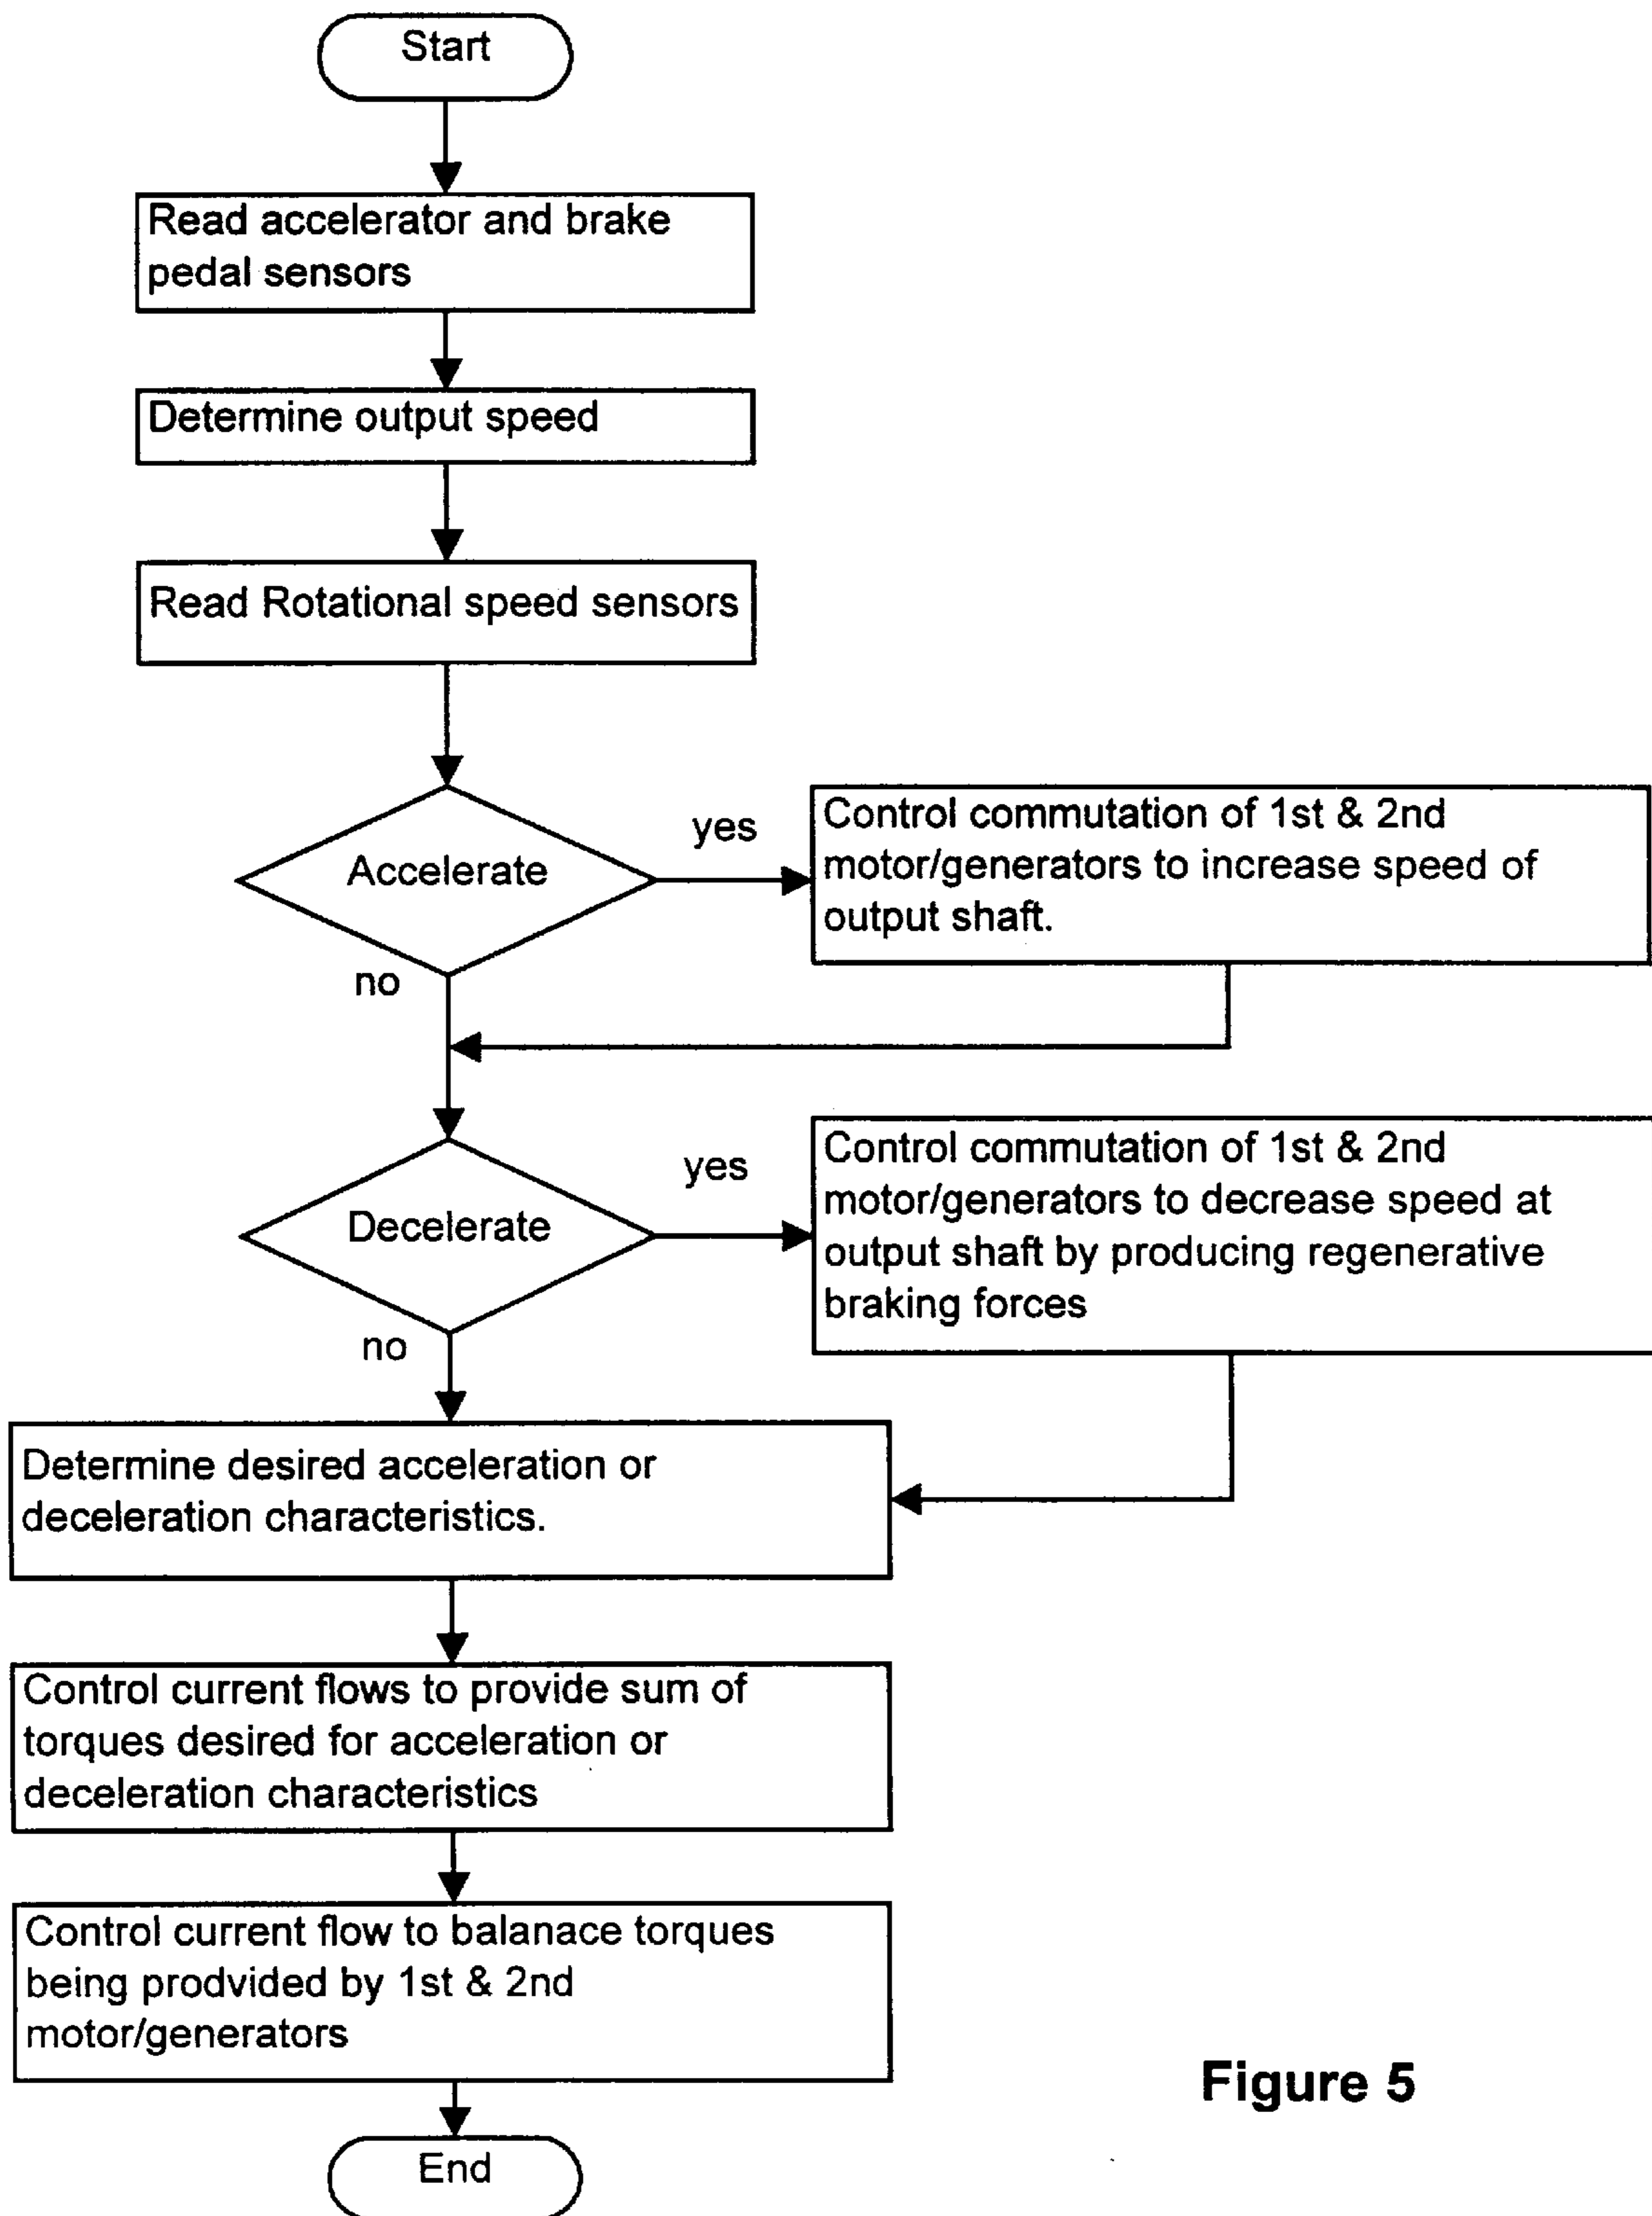 Start
Read accelerator and brake
pedal sensors
Determine output speed
Read Rotational speed sensors
Accelerate
yes
Control commutation of 1st & 2nd
motor/generators to increase speed of
output shaft.
no
Decelerate
yes
Control commutation of 1st & 2nd
motor/generators to decrease speed at
output shaft by producing regenerative
braking forces
no
Determine desired acceleration or
deceleration characteristics.
Control current flows to provide sum of
torques desired for acceleration or
deceleration characteristics
Control current flow to balanace torques
being prodvided by 1st & 2nd
motor/generators
End
Figure 5